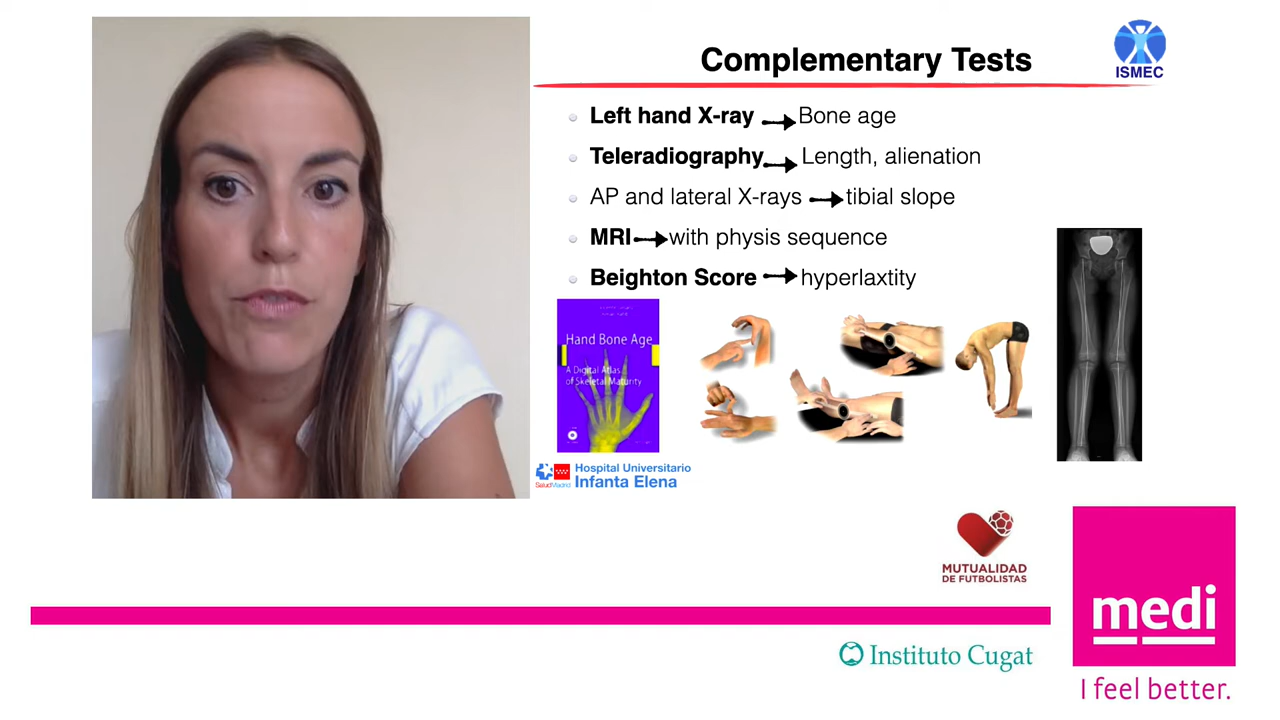 Complementary Tests
ISMEC
Left hand X-ray Bone age
Teleradiography Length, alienation
AP and lateral X-rays tibial slope
MRI with physis sequence
Beighton Score hyperlaxtity
Hand Bone Age
A Digital Atlas
of Skeletal Maturity
SaludMadrid
Hospital Universitario
Infanta Elena
MUTUALIDAD
DE FUTBOLISTAS
medi
Instituto Cugat
I feel better.